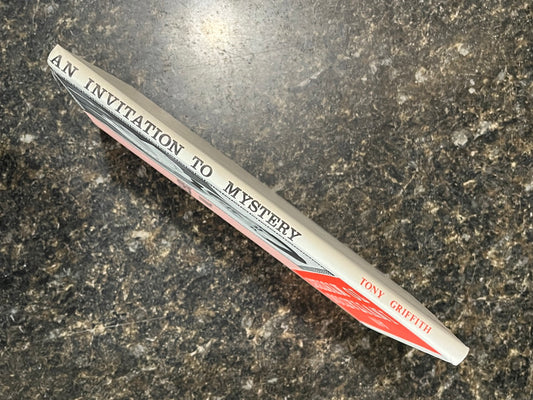 AN INVITATION TO MYSTERY
TONY GRIFFITH